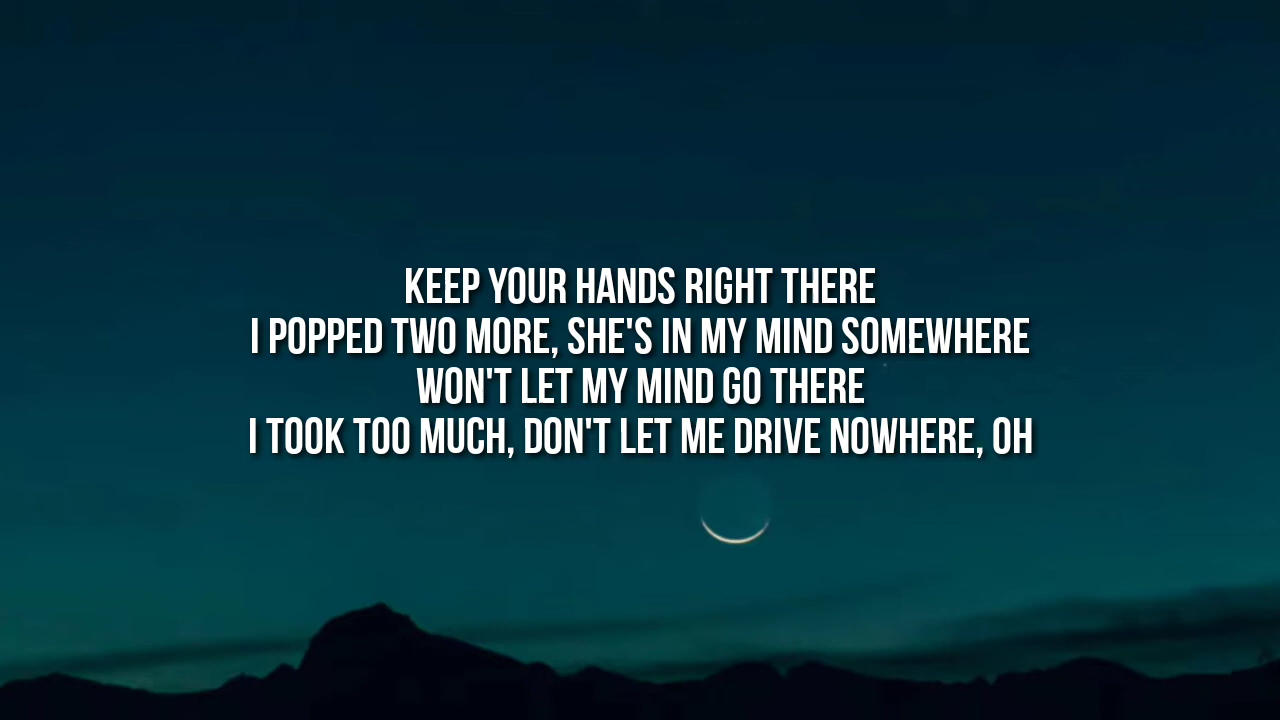 KEEP YOUR HANDS RIGHT THERE
I POPPED TWO MORE, SHE'S IN MY MIND SOMEWHERE
WON'T LET MY MIND GO THERE
I TOOK TOO MUCH, DON'T LET ME DRIVE NOWHERE, OH